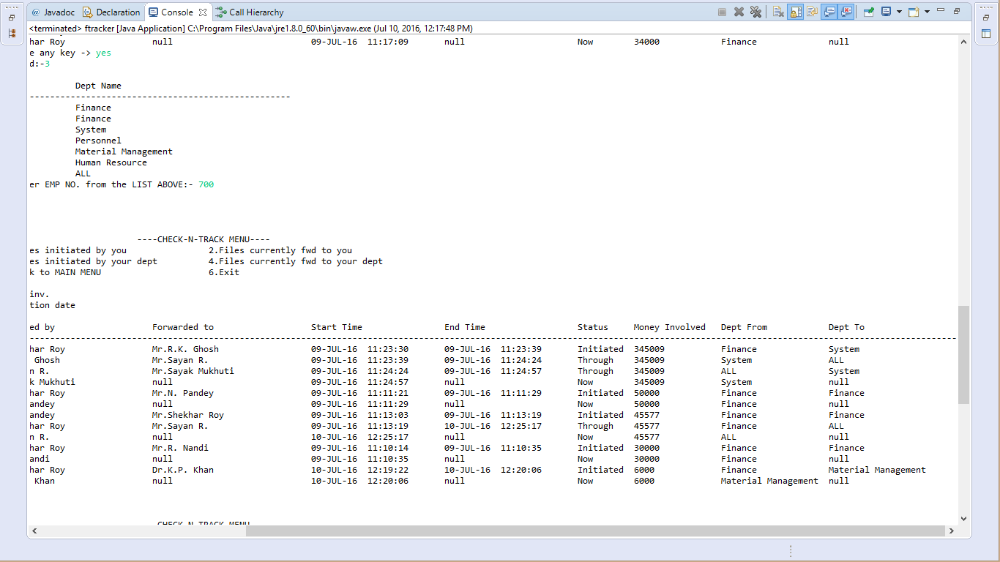 Javadoc Declaration Console Call Hierarchy
<terminated> ftracker [Java Application] C:\Program Files\Java\jre1.8.0_60\bin\javaw.exe (Jul 10, 2016, 12:17:48 PM)
har Roy null 09-JUL-16 11:17:09 null Now 34000 Finance null
e any key -> yes
d:-3
Dept Name
---------------------------------------------------
Finance
Finance
System
Personnel
Material Management
Human Resource
ALL
er EMP NO. from the LIST ABOVE:- 700
----CHECK-N-TRACK MENU----
es initiated by you 2.Files currently fwd to you
es initiated by your dept 4.Files currently fwd to your dept
k to MAIN MENU 6.Exit
inv.
tion date
ed by Forwarded to Start Time End Time Status Money Involved Dept From Dept To
-------------------------------------------------------------------------------------------------------------------------------------------------------------------------------------
har Roy Mr.R.K. Ghosh 09-JUL-16 11:23:30 09-JUL-16 11:23:39 Initiated 345009 Finance System
Ghosh Mr.Sayan R. 09-JUL-16 11:23:39 09-JUL-16 11:24:24 Through 345009 System ALL
n R. Mr.Sayak Mukhuti 09-JUL-16 11:24:24 09-JUL-16 11:24:57 Through 345009 ALL System
k Mukhuti null 09-JUL-16 11:24:57 null Now 345009 System null
har Roy Mr.N. Pandey 09-JUL-16 11:11:21 09-JUL-16 11:11:29 Initiated 50000 Finance Finance
andey null 09-JUL-16 11:11:29 null Now 50000 Finance null
andey Mr.Shekhar Roy 09-JUL-16 11:13:03 09-JUL-16 11:13:19 Initiated 45577 Finance Finance
har Roy Mr.Sayan R. 09-JUL-16 11:13:19 10-JUL-16 12:25:17 Through 45577 Finance ALL
n R. null 10-JUL-16 12:25:17 null Now 45577 ALL null
har Roy Mr.R. Nandi 09-JUL-16 11:10:14 09-JUL-16 11:10:35 Initiated 30000 Finance Finance
andi null 09-JUL-16 11:10:35 null Now 30000 Finance null
har Roy Dr.K.P. Khan 10-JUL-16 12:19:22 10-JUL-16 12:20:06 Initiated 6000 Finance Material Management
Khan null 10-JUL-16 12:20:06 null Now 6000 Material Management null
CHECK-N-TRACK MENU